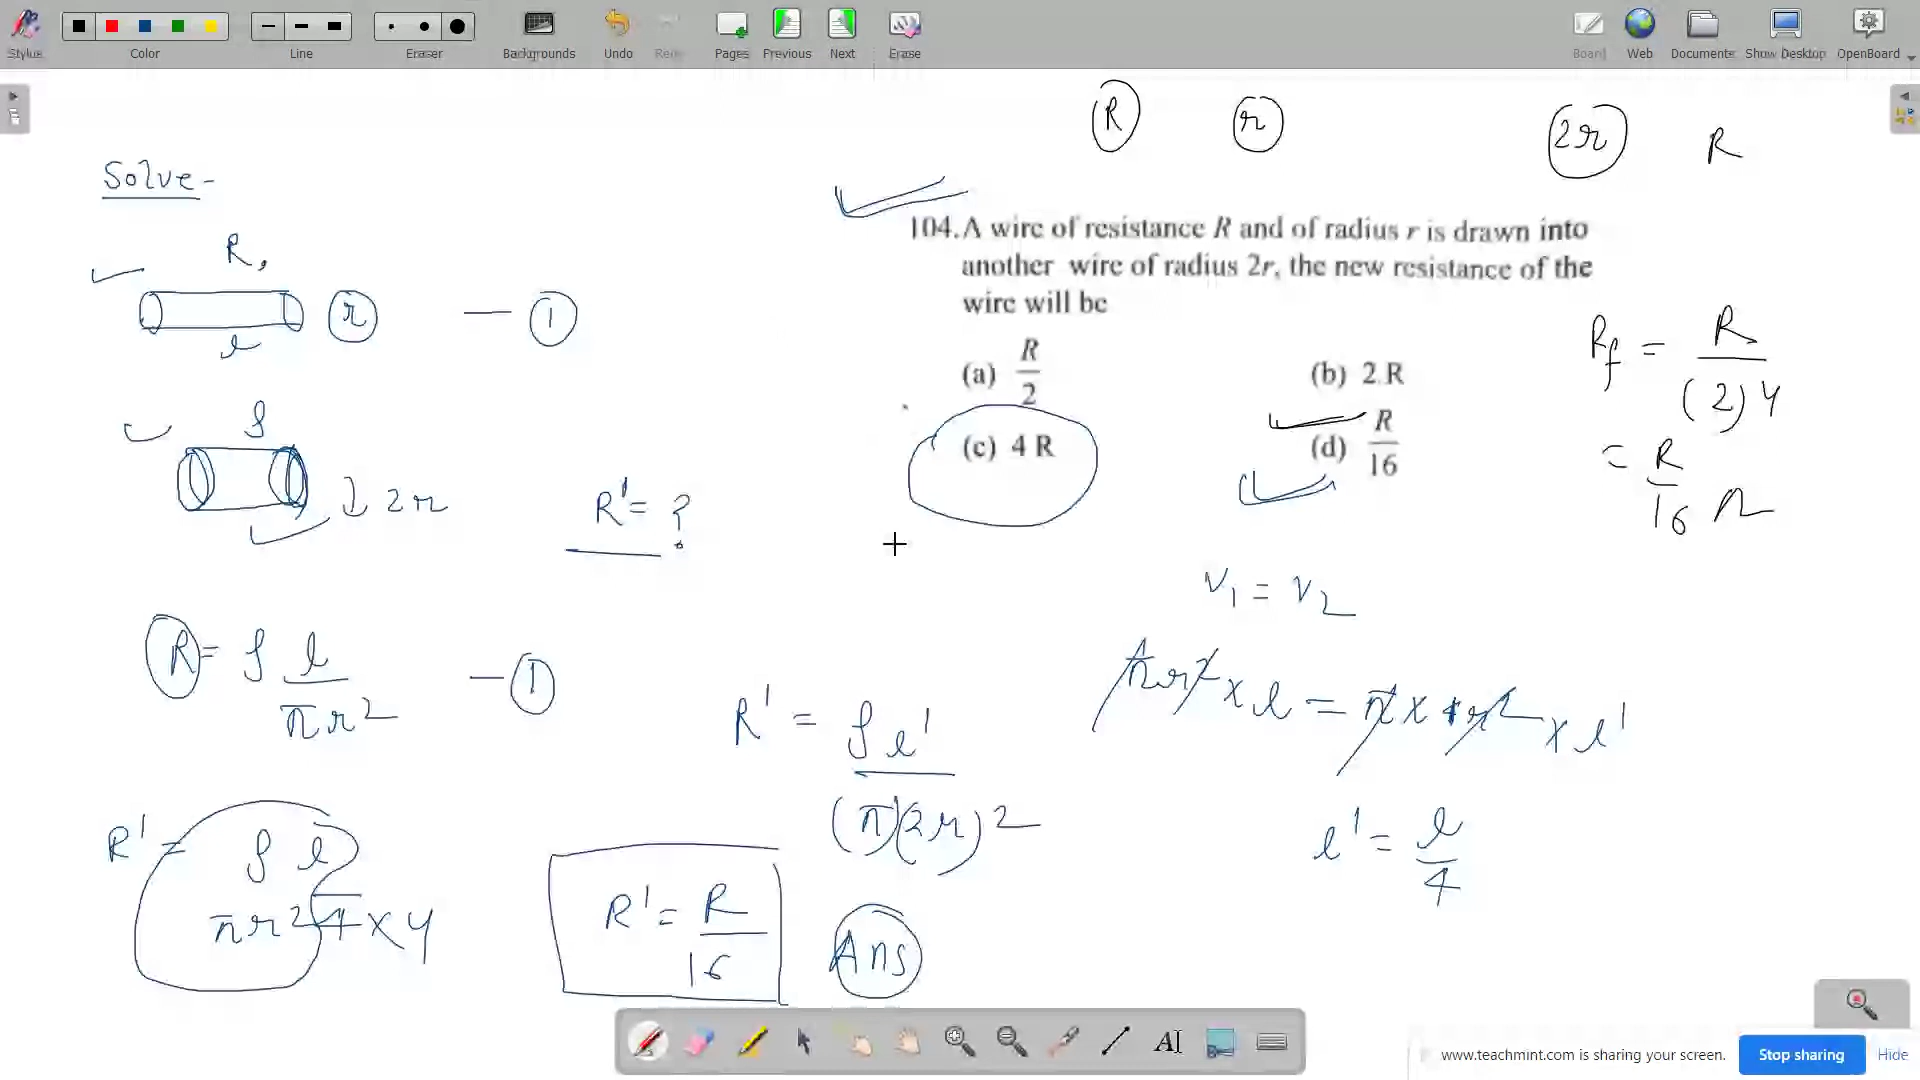 Stylus
Color
Line
Eraser
Backgrounds
Undo
Redo
Pages
Previous
Next
Erase
Board
Web
Documents
Show Desktop
OpenBoard
R r 2r R
Solve -
R,
r — 1
l
ρ
2r
R' = ?
104. A wire of resistance R and of radius r is drawn into
another wire of radius 2r, the new resistance of the
wire will be
(a) R/2
(b) 2 R
(c) 4 R
(d) R/16
Rf = R/(2)4
= R/16 Ω
R = ρ l/πr² — 1
R' = ρ l/πr² 4 x 4
R' = ρl'/(π)(2r)²
R' = R/16
Ans
V1 = V2
πr² x l = π x 4r² x l'
l' = l/4
AI
www.teachmint.com is sharing your screen.
Stop sharing
Hide